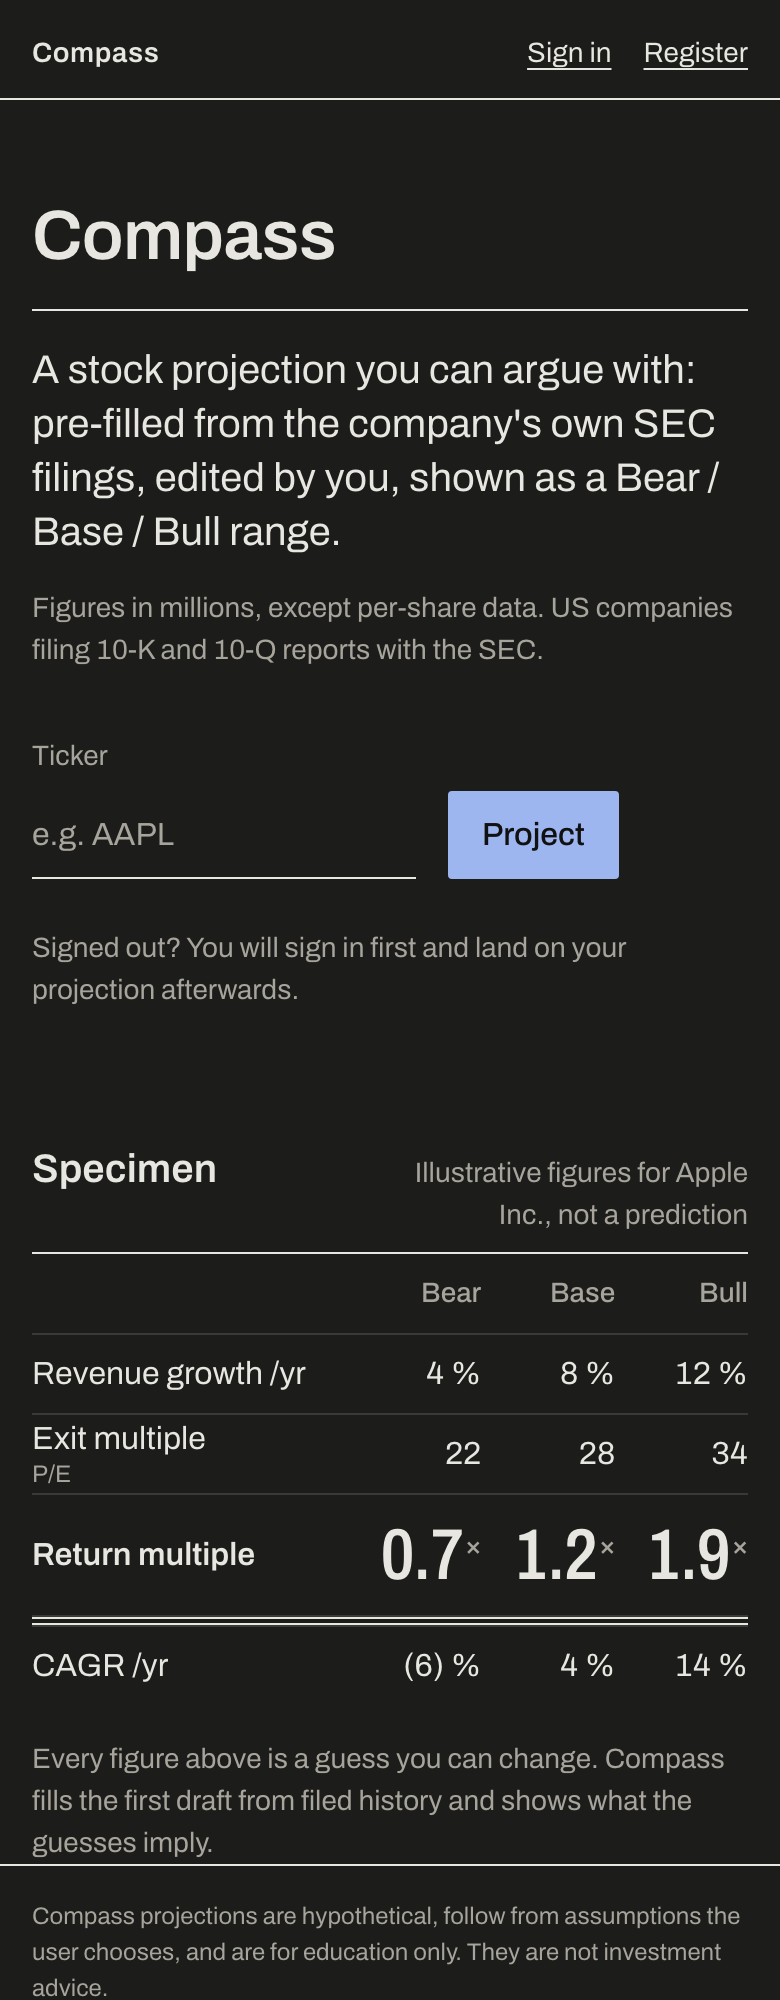 Compass Sign in Register
Compass
A stock projection you can argue with:
pre-filled from the company's own SEC
filings, edited by you, shown as a Bear /
Base / Bull range.
Figures in millions, except per-share data. US companies
filing 10-K and 10-Q reports with the SEC.
Ticker
e.g. AAPL Project
Signed out? You will sign in first and land on your
projection afterwards.
Specimen Illustrative figures for Apple
Inc., not a prediction
Bear Base Bull
Revenue growth /yr 4 % 8 % 12 %
Exit multiple 22 28 34
P/E
Return multiple 0.7× 1.2× 1.9×
CAGR /yr (6) % 4 % 14 %
Every figure above is a guess you can change. Compass
fills the first draft from filed history and shows what the
guesses imply.
Compass projections are hypothetical, follow from assumptions the
user chooses, and are for education only. They are not investment
advice.